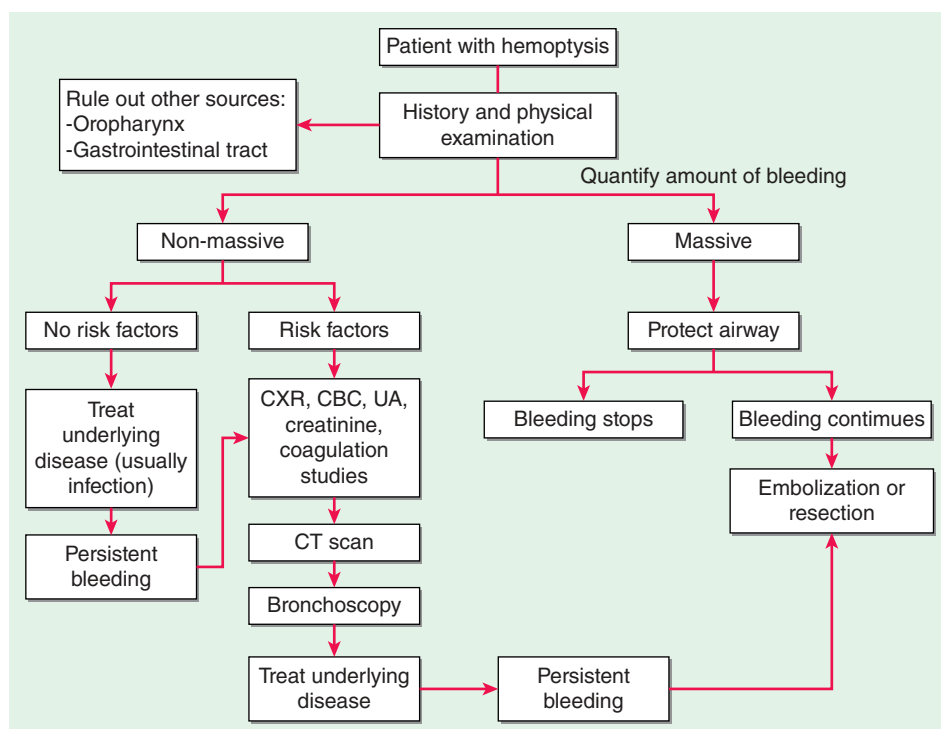 Patient with hemoptysis
Rule out other sources:
-Oropharynx
-Gastrointestinal tract
History and physical
examination
Quantify amount of bleeding
Non-massive
Massive
No risk factors
Risk factors
Protect airway
Treat
underlying
disease (usually
infection)
CXR, CBC, UA,
creatinine,
coagulation
studies
Bleeding stops
Bleeding contimues
Persistent
bleeding
CT scan
Embolization or
resection
Bronchoscopy
Treat underlying
disease
Persistent
bleeding